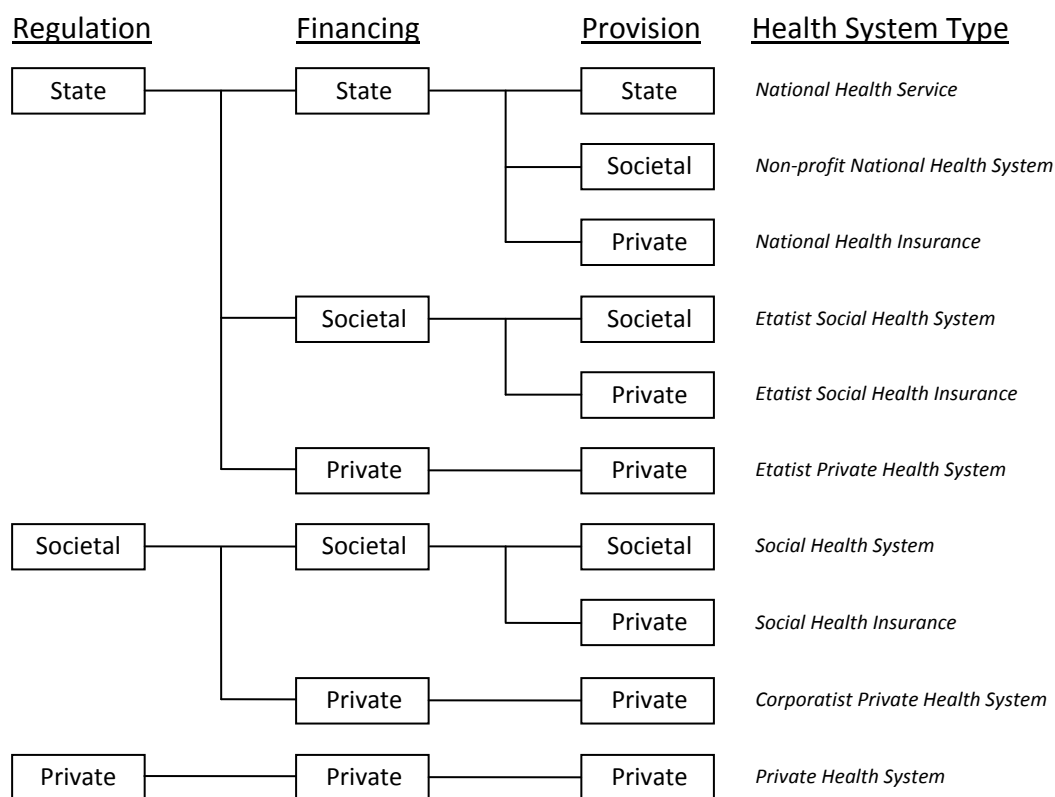 Regulation Financing Provision Health System Type
State State State National Health Service
Societal Non-profit National Health System
Private National Health Insurance
Societal Societal Etatist Social Health System
Private Etatist Social Health Insurance
Private Private Etatist Private Health System
Societal Societal Societal Social Health System
Private Social Health Insurance
Private Private Corporatist Private Health System
Private Private Private Private Health System